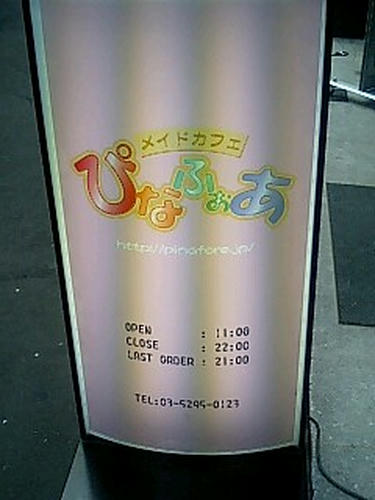 メイドカフェ
ぴなふぉあ
http://pinafore.jp/
OPEN : 11:00
CLOSE : 22:00
LAST ORDER : 21:00
TEL:03-5295-0123